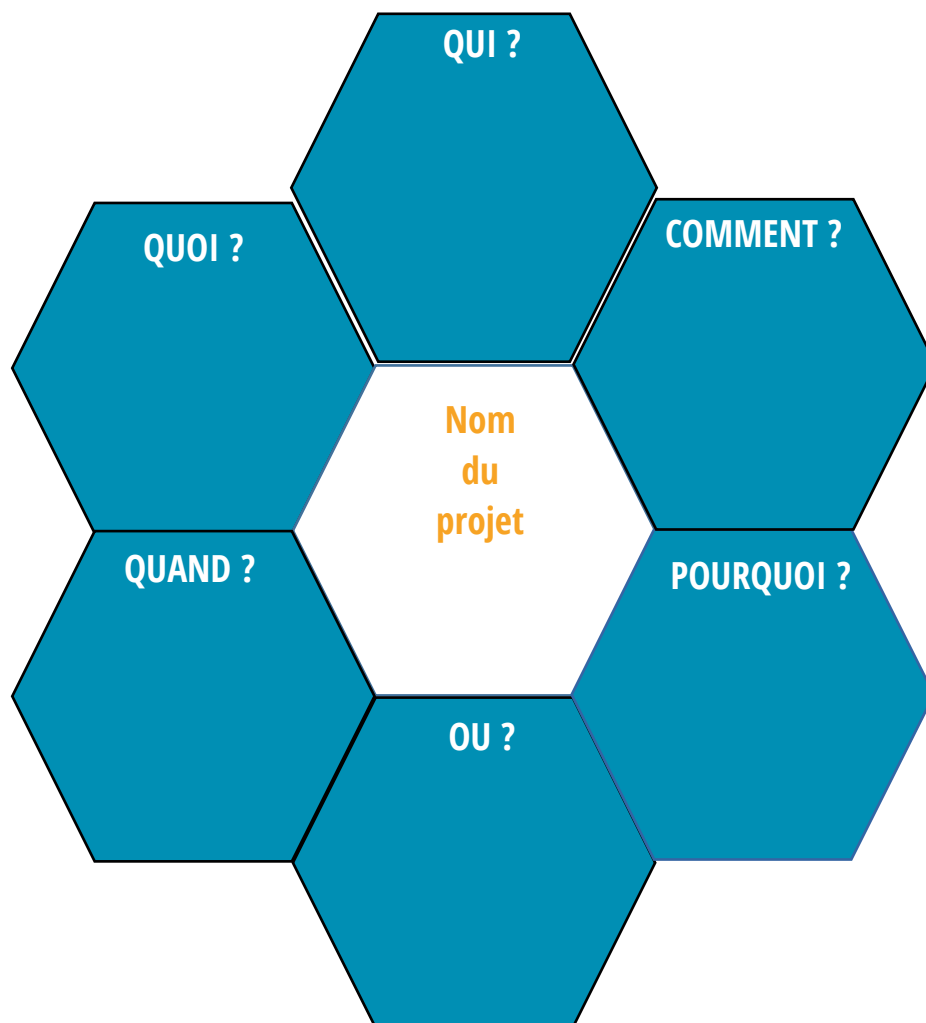 QUI ?
QUOI ?
COMMENT ?
Nom
du
projet
QUAND ?
POURQUOI ?
OU ?